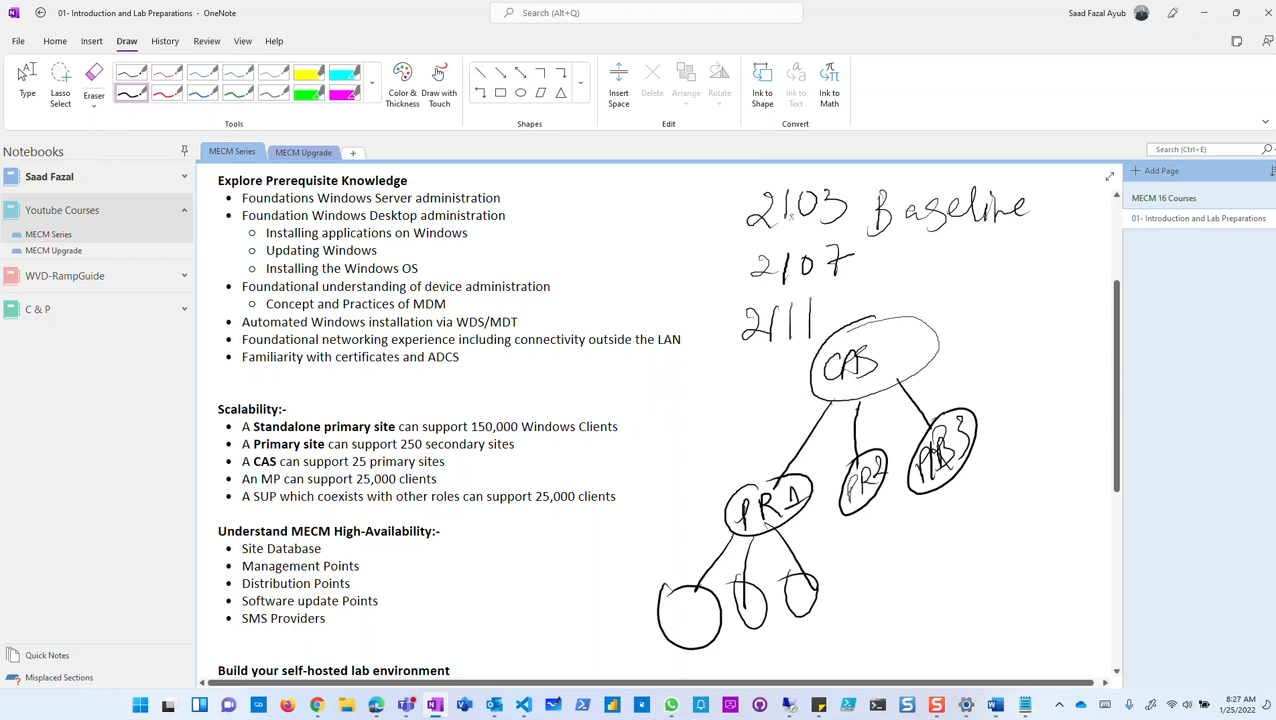 01- Introduction and Lab Preparations - OneNote
Search (Alt+Q)
Saad Fazal Ayub
File Home Insert Draw History Review View Help
Type
Lasso Select
Eraser
Color & Thickness
Draw with Touch
Insert Space
Delete
Arrange
Rotate
Ink to Shape
Ink to Text
Ink to Math
Tools
Shapes
Edit
Convert
Notebooks
MECM Series
MECM Upgrade
Search (Ctrl+E)
Saad Fazal
Youtube Courses
MECM Series
MECM Upgrade
WVD-RampGuide
C & P
Add Page
MECM 16 Courses
01- Introduction and Lab Preparations
Explore Prerequisite Knowledge
• Foundations Windows Server administration
• Foundation Windows Desktop administration
o Installing applications on Windows
o Updating Windows
o Installing the Windows OS
• Foundational understanding of device administration
o Concept and Practices of MDM
• Automated Windows installation via WDS/MDT
• Foundational networking experience including connectivity outside the LAN
• Familiarity with certificates and ADCS
Scalability:-
• A Standalone primary site can support 150,000 Windows Clients
• A Primary site can support 250 secondary sites
• A CAS can support 25 primary sites
• An MP can support 25,000 clients
• A SUP which coexists with other roles can support 25,000 clients
Understand MECM High-Availability:-
• Site Database
• Management Points
• Distribution Points
• Software update Points
• SMS Providers
Build your self-hosted lab environment
2103 Baseline
2107
2111
CAS
PR1
PR2
PR3
Quick Notes
Misplaced Sections
8:27 AM
1/25/2022